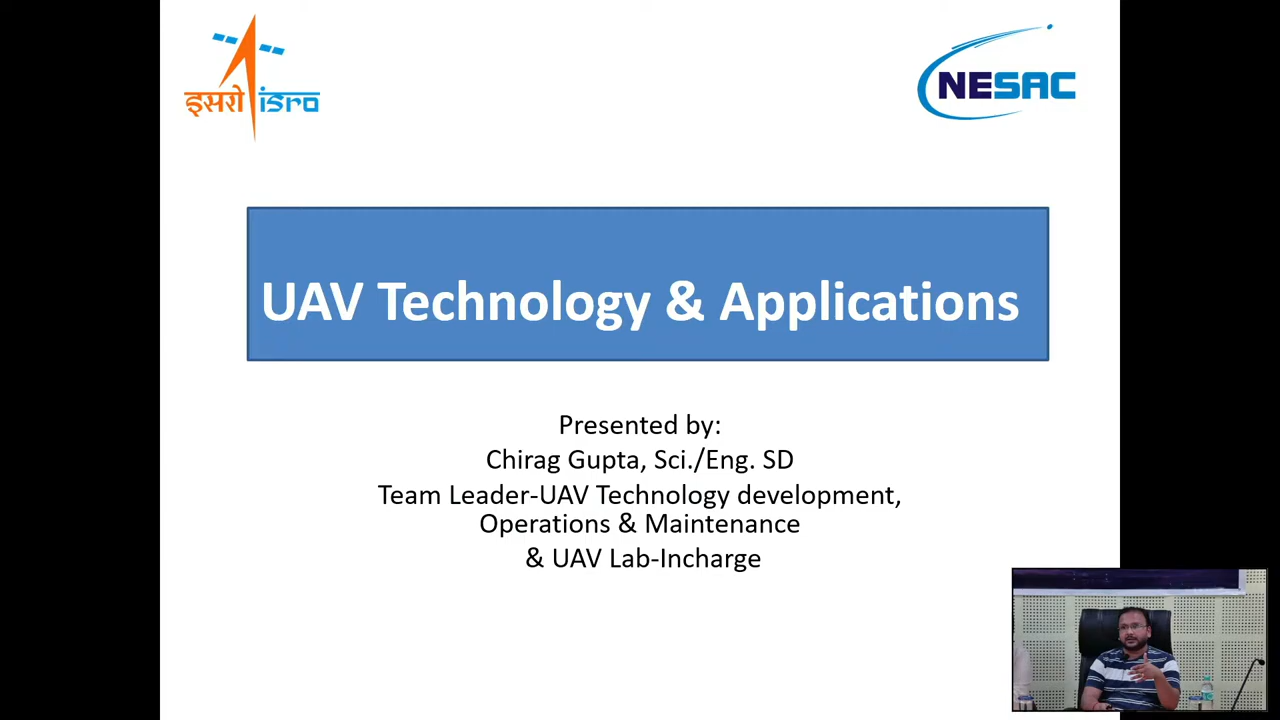 इसरो isro
NESAC
UAV Technology & Applications
Presented by:
Chirag Gupta, Sci./Eng. SD
Team Leader-UAV Technology development,
Operations & Maintenance
& UAV Lab-Incharge